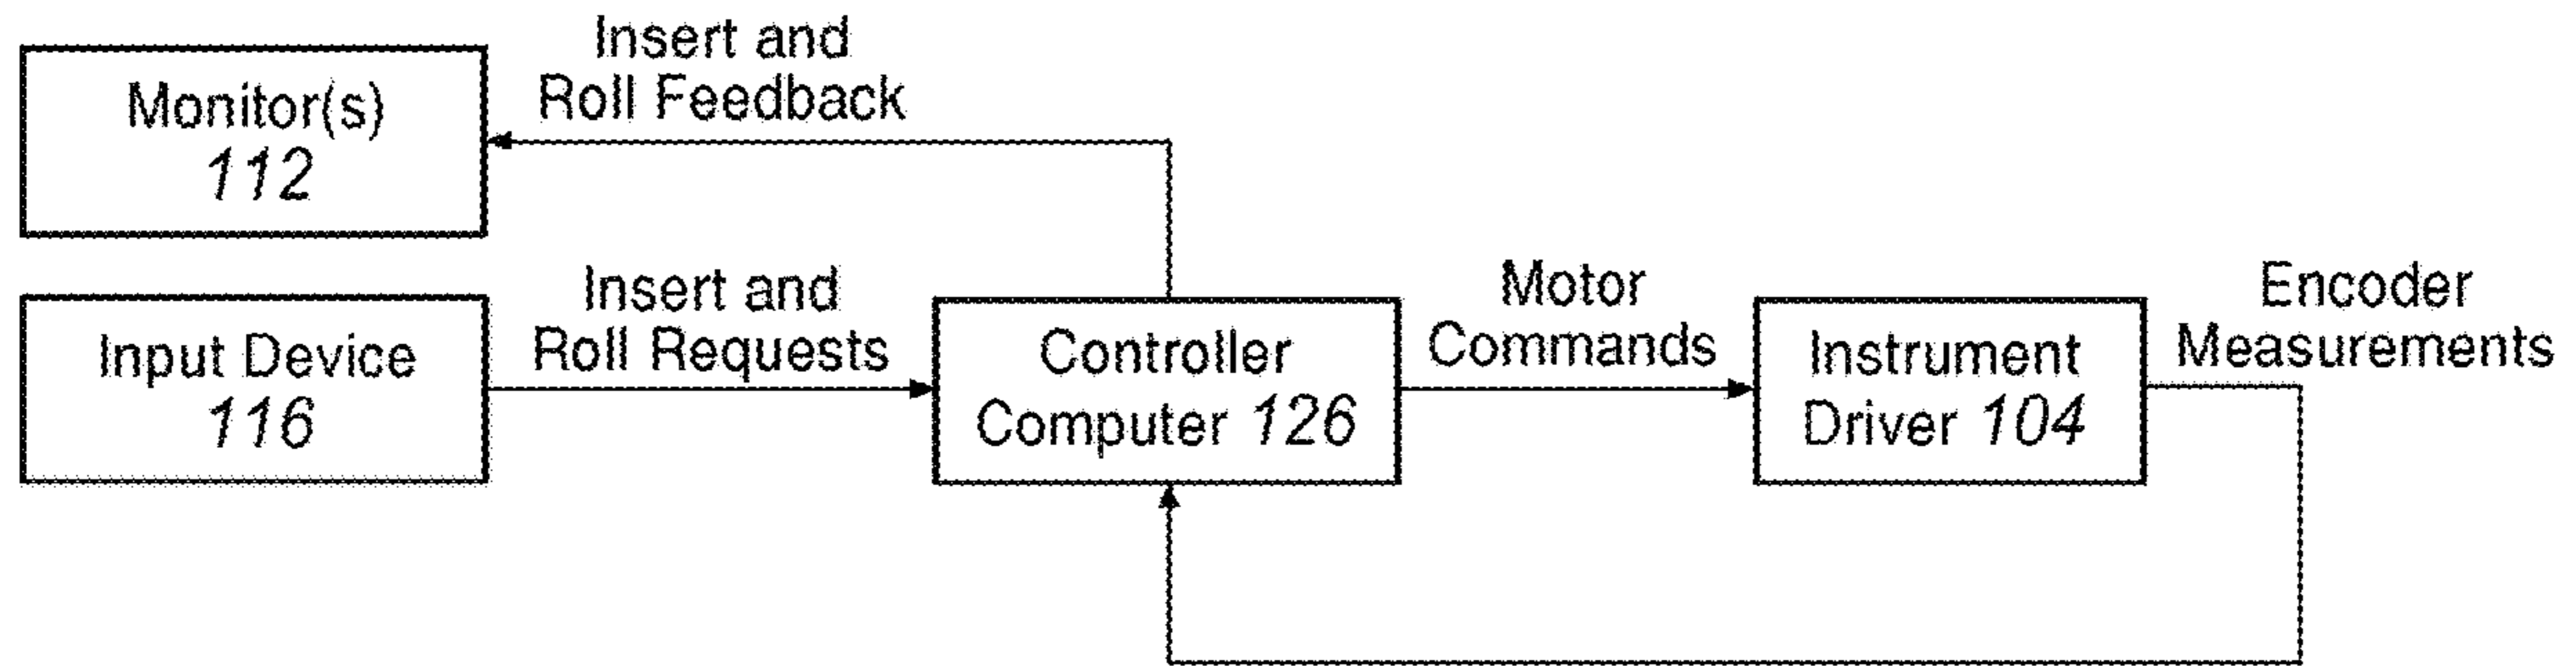 Monitor(s)
112
Insert and
Roll Feedback
Input Device
116
Insert and
Roll Requests
Controller
Computer 126
Motor
Commands
Instrument
Driver 104
Encoder
Measurements